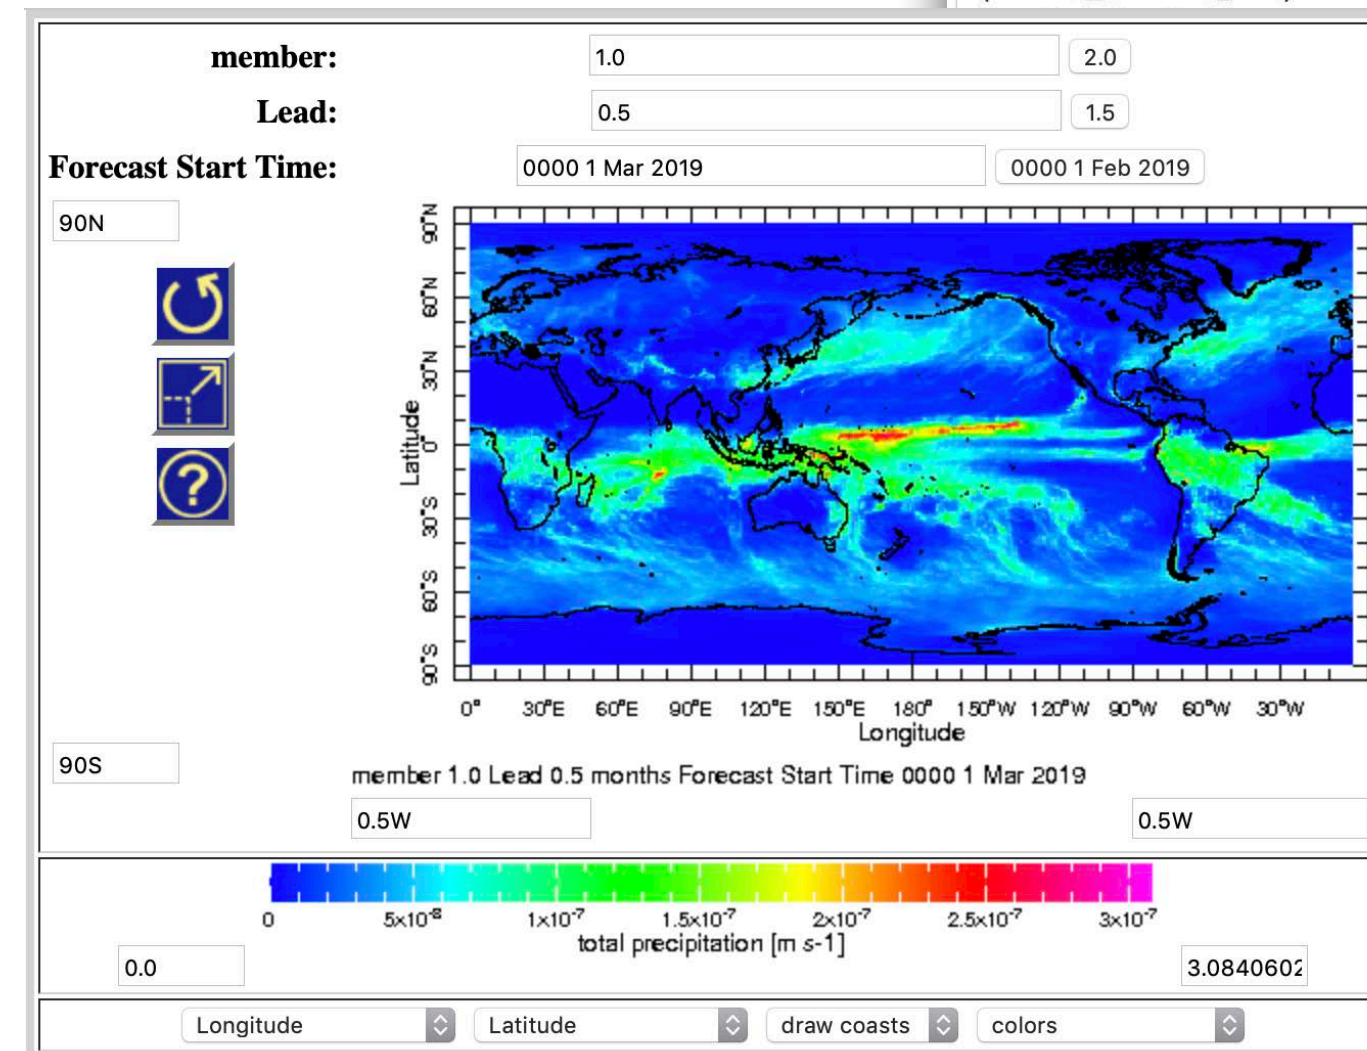 member: 1.0 2.0
Lead: 0.5 1.5
Forecast Start Time: 0000 1 Mar 2019 0000 1 Feb 2019
90N
90°N
60°N
30°N
0°
30°S
60°S
90°S
Latitude
0° 30°E 60°E 90°E 120°E 150°E 180° 150°W 120°W 90°W 60°W 30°W
Longitude
90S
member 1.0 Lead 0.5 months Forecast Start Time 0000 1 Mar 2019
0.5W 0.5W
0 5x10⁻⁸ 1x10⁻⁷ 1.5x10⁻⁷ 2x10⁻⁷ 2.5x10⁻⁷ 3x10⁻⁷
total precipitation [m s-1]
0.0 3.0840602
Longitude Latitude draw coasts colors